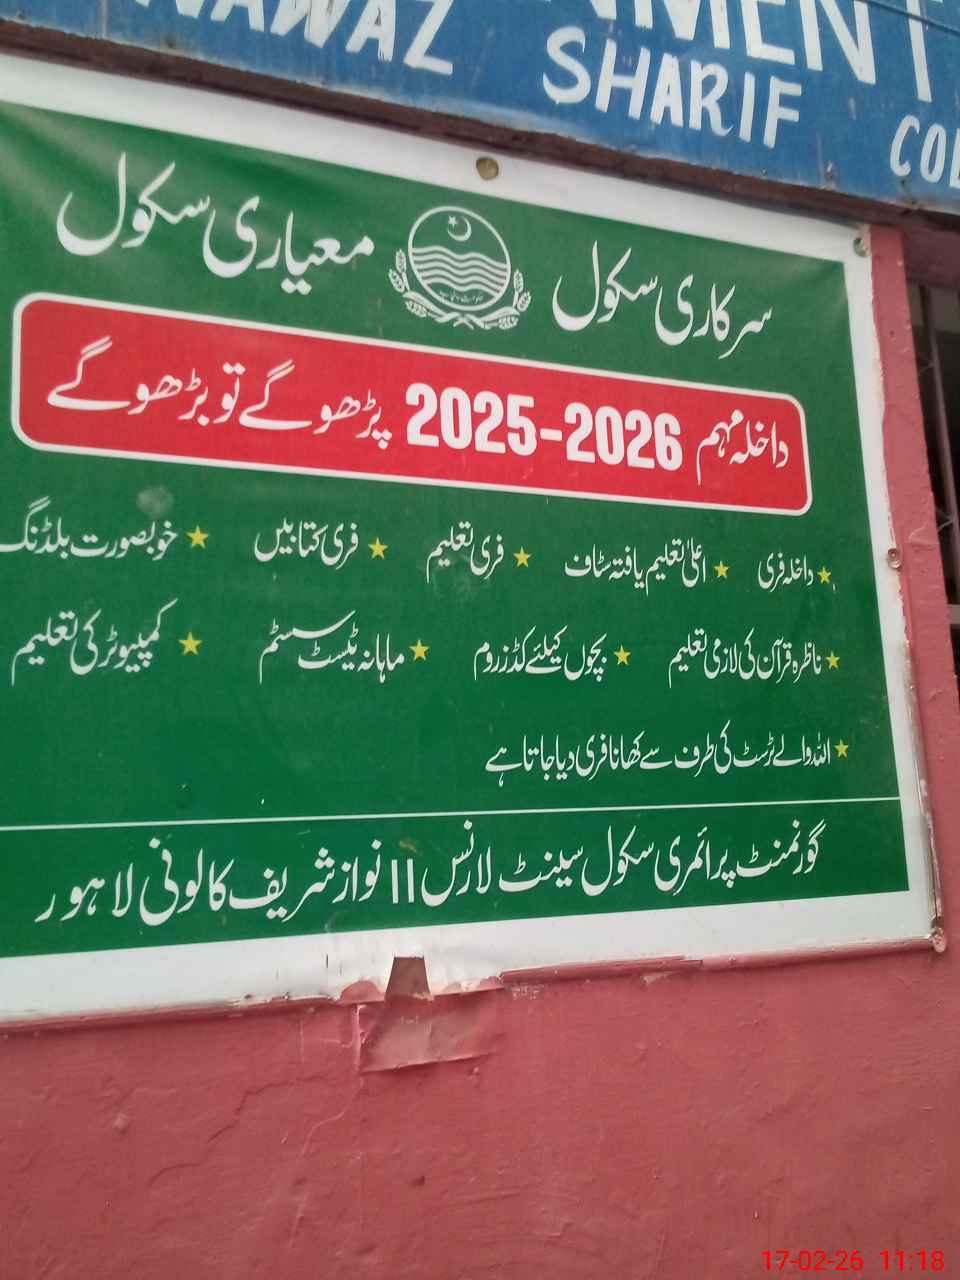 NAWAZ SHARIF
سرکاری سکول معیاری سکول
داخلہ مہم 2025-2026 پڑھو گے تو بڑھو گے
داخلہ فری ★ اعلیٰ تعلیم یافتہ سٹاف ★ فری تعلیم ★ فری کتابیں ★ خوبصورت بلڈنگ ★
ناظرہ قرآن کی لازمی تعلیم ★ بچوں کیلئے کڈز روم ★ ماہانہ ٹیسٹ سسٹم ★ کمپیوٹر کی تعلیم ★
اللہ والے ٹرسٹ کی طرف سے کھانا فری دیا جاتا ہے ★
گورنمنٹ پرائمری سکول سینٹ لارنس II نواز شریف کالونی لاہور
17-02-26 11:18